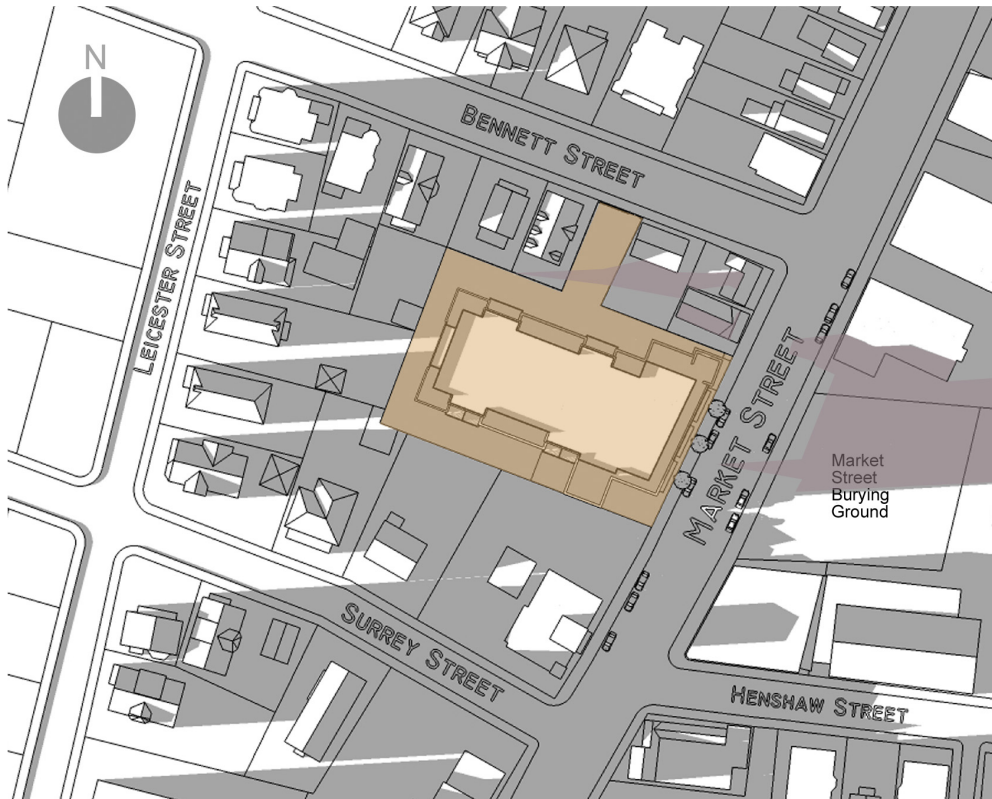 N
BENNETT STREET
LEICESTER STREET
MARKET STREET
Market
Street
Burying
Ground
SURREY STREET
HENSHAW STREET